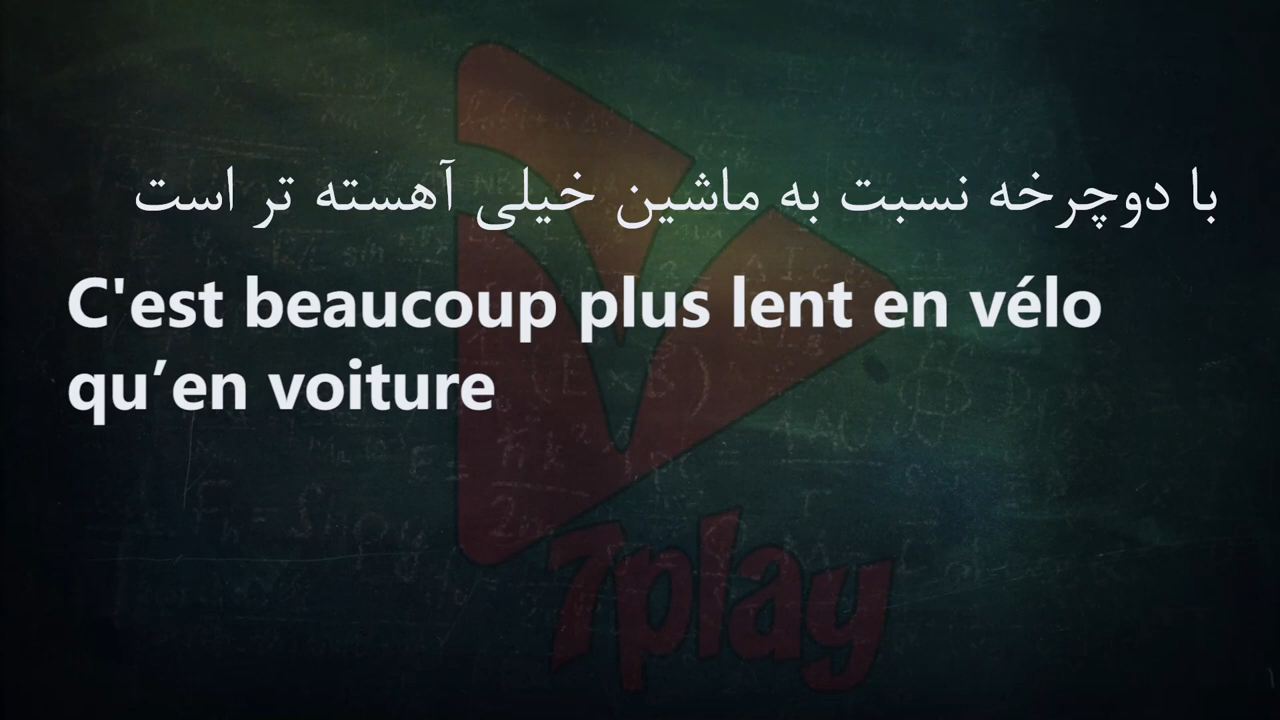 با دوچرخه نسبت به ماشین خیلی آهسته تر است
C'est beaucoup plus lent en vélo
qu’en voiture
7play